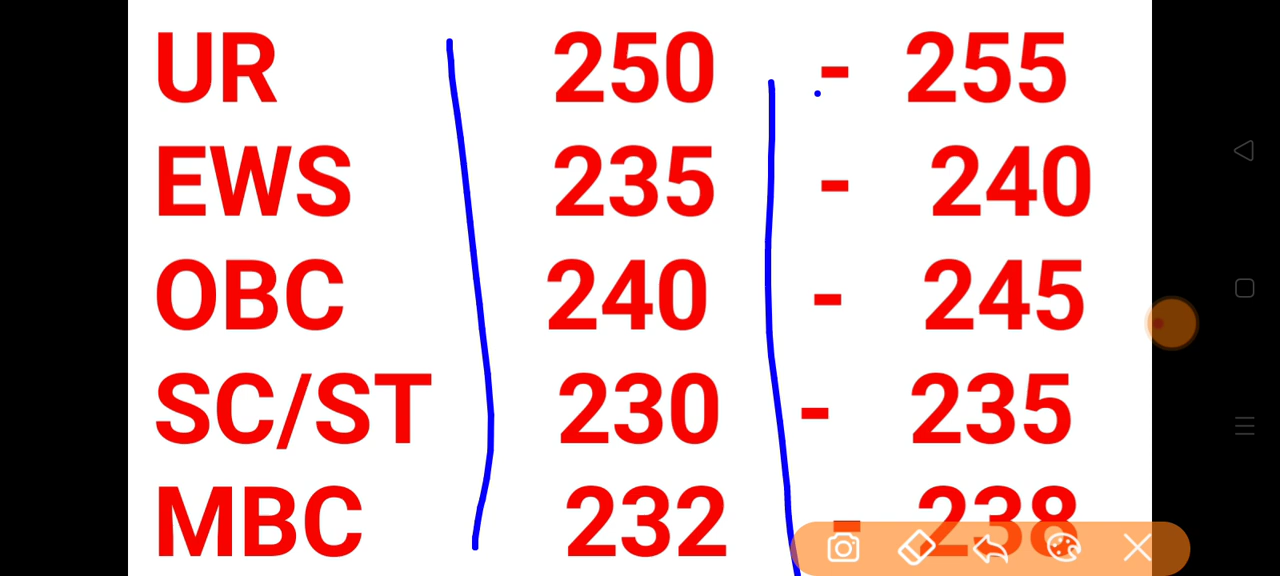 UR 250 - 255
EWS 235 - 240
OBC 240 - 245
SC/ST 230 - 235
MBC 232 - 238